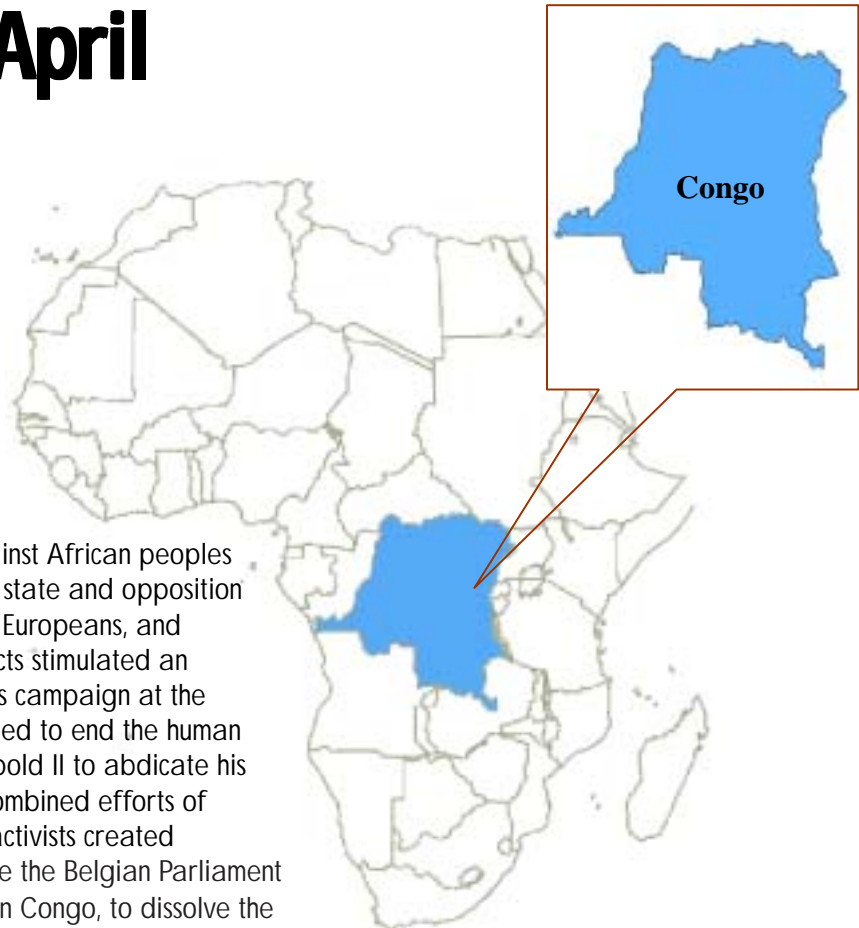 April
Congo
inst African peoples
state and opposition
Europeans, and
cts stimulated an
s campaign at the
ed to end the human
pold II to abdicate his
ombined efforts of
activists created
e the Belgian Parliament
n Congo, to dissolve the